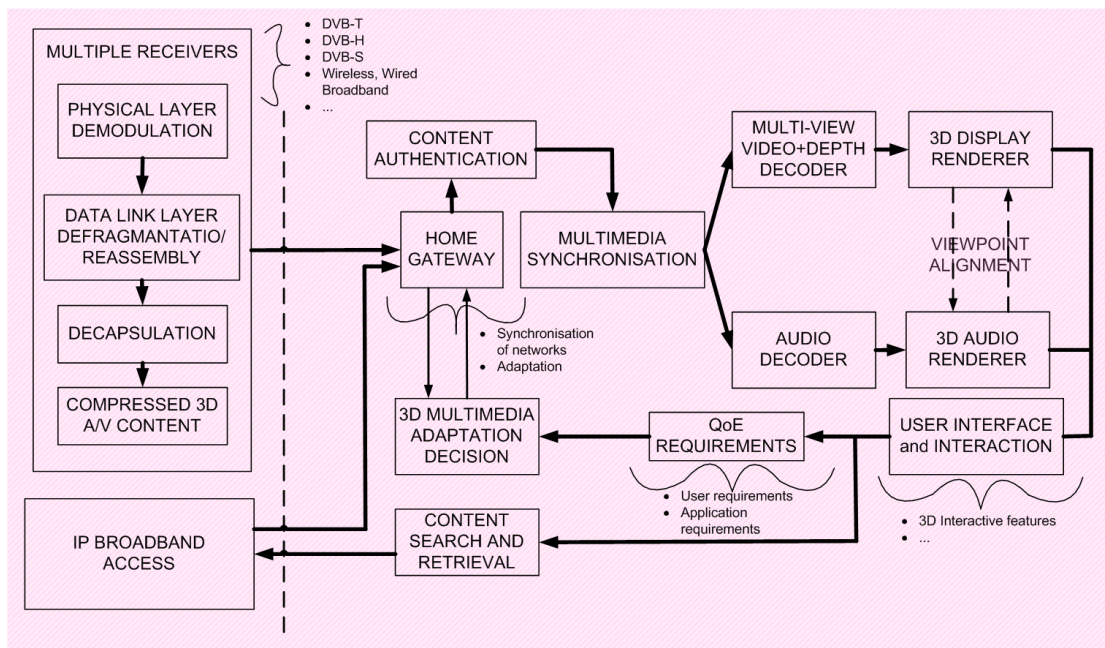 MULTIPLE RECEIVERS
PHYSICAL LAYER
DEMODULATION
DATA LINK LAYER
DEFRAGMANTATIO/
REASSEMBLY
DECAPSULATION
COMPRESSED 3D
A/V CONTENT
IP BROADBAND
ACCESS
• DVB-T
• DVB-H
• DVB-S
• Wireless, Wired
Broadband
• ...
CONTENT
AUTHENTICATION
HOME
GATEWAY
• Synchronisation
of networks
• Adaptation
3D MULTIMEDIA
ADAPTATION
DECISION
CONTENT
SEARCH AND
RETRIEVAL
MULTIMEDIA
SYNCHRONISATION
MULTI-VIEW
VIDEO+DEPTH
DECODER
3D DISPLAY
RENDERER
VIEWPOINT
ALIGNMENT
AUDIO
DECODER
3D AUDIO
RENDERER
QoE
REQUIREMENTS
• User requirements
• Application
requirements
USER INTERFACE
and INTERACTION
• 3D Interactive features
• ...